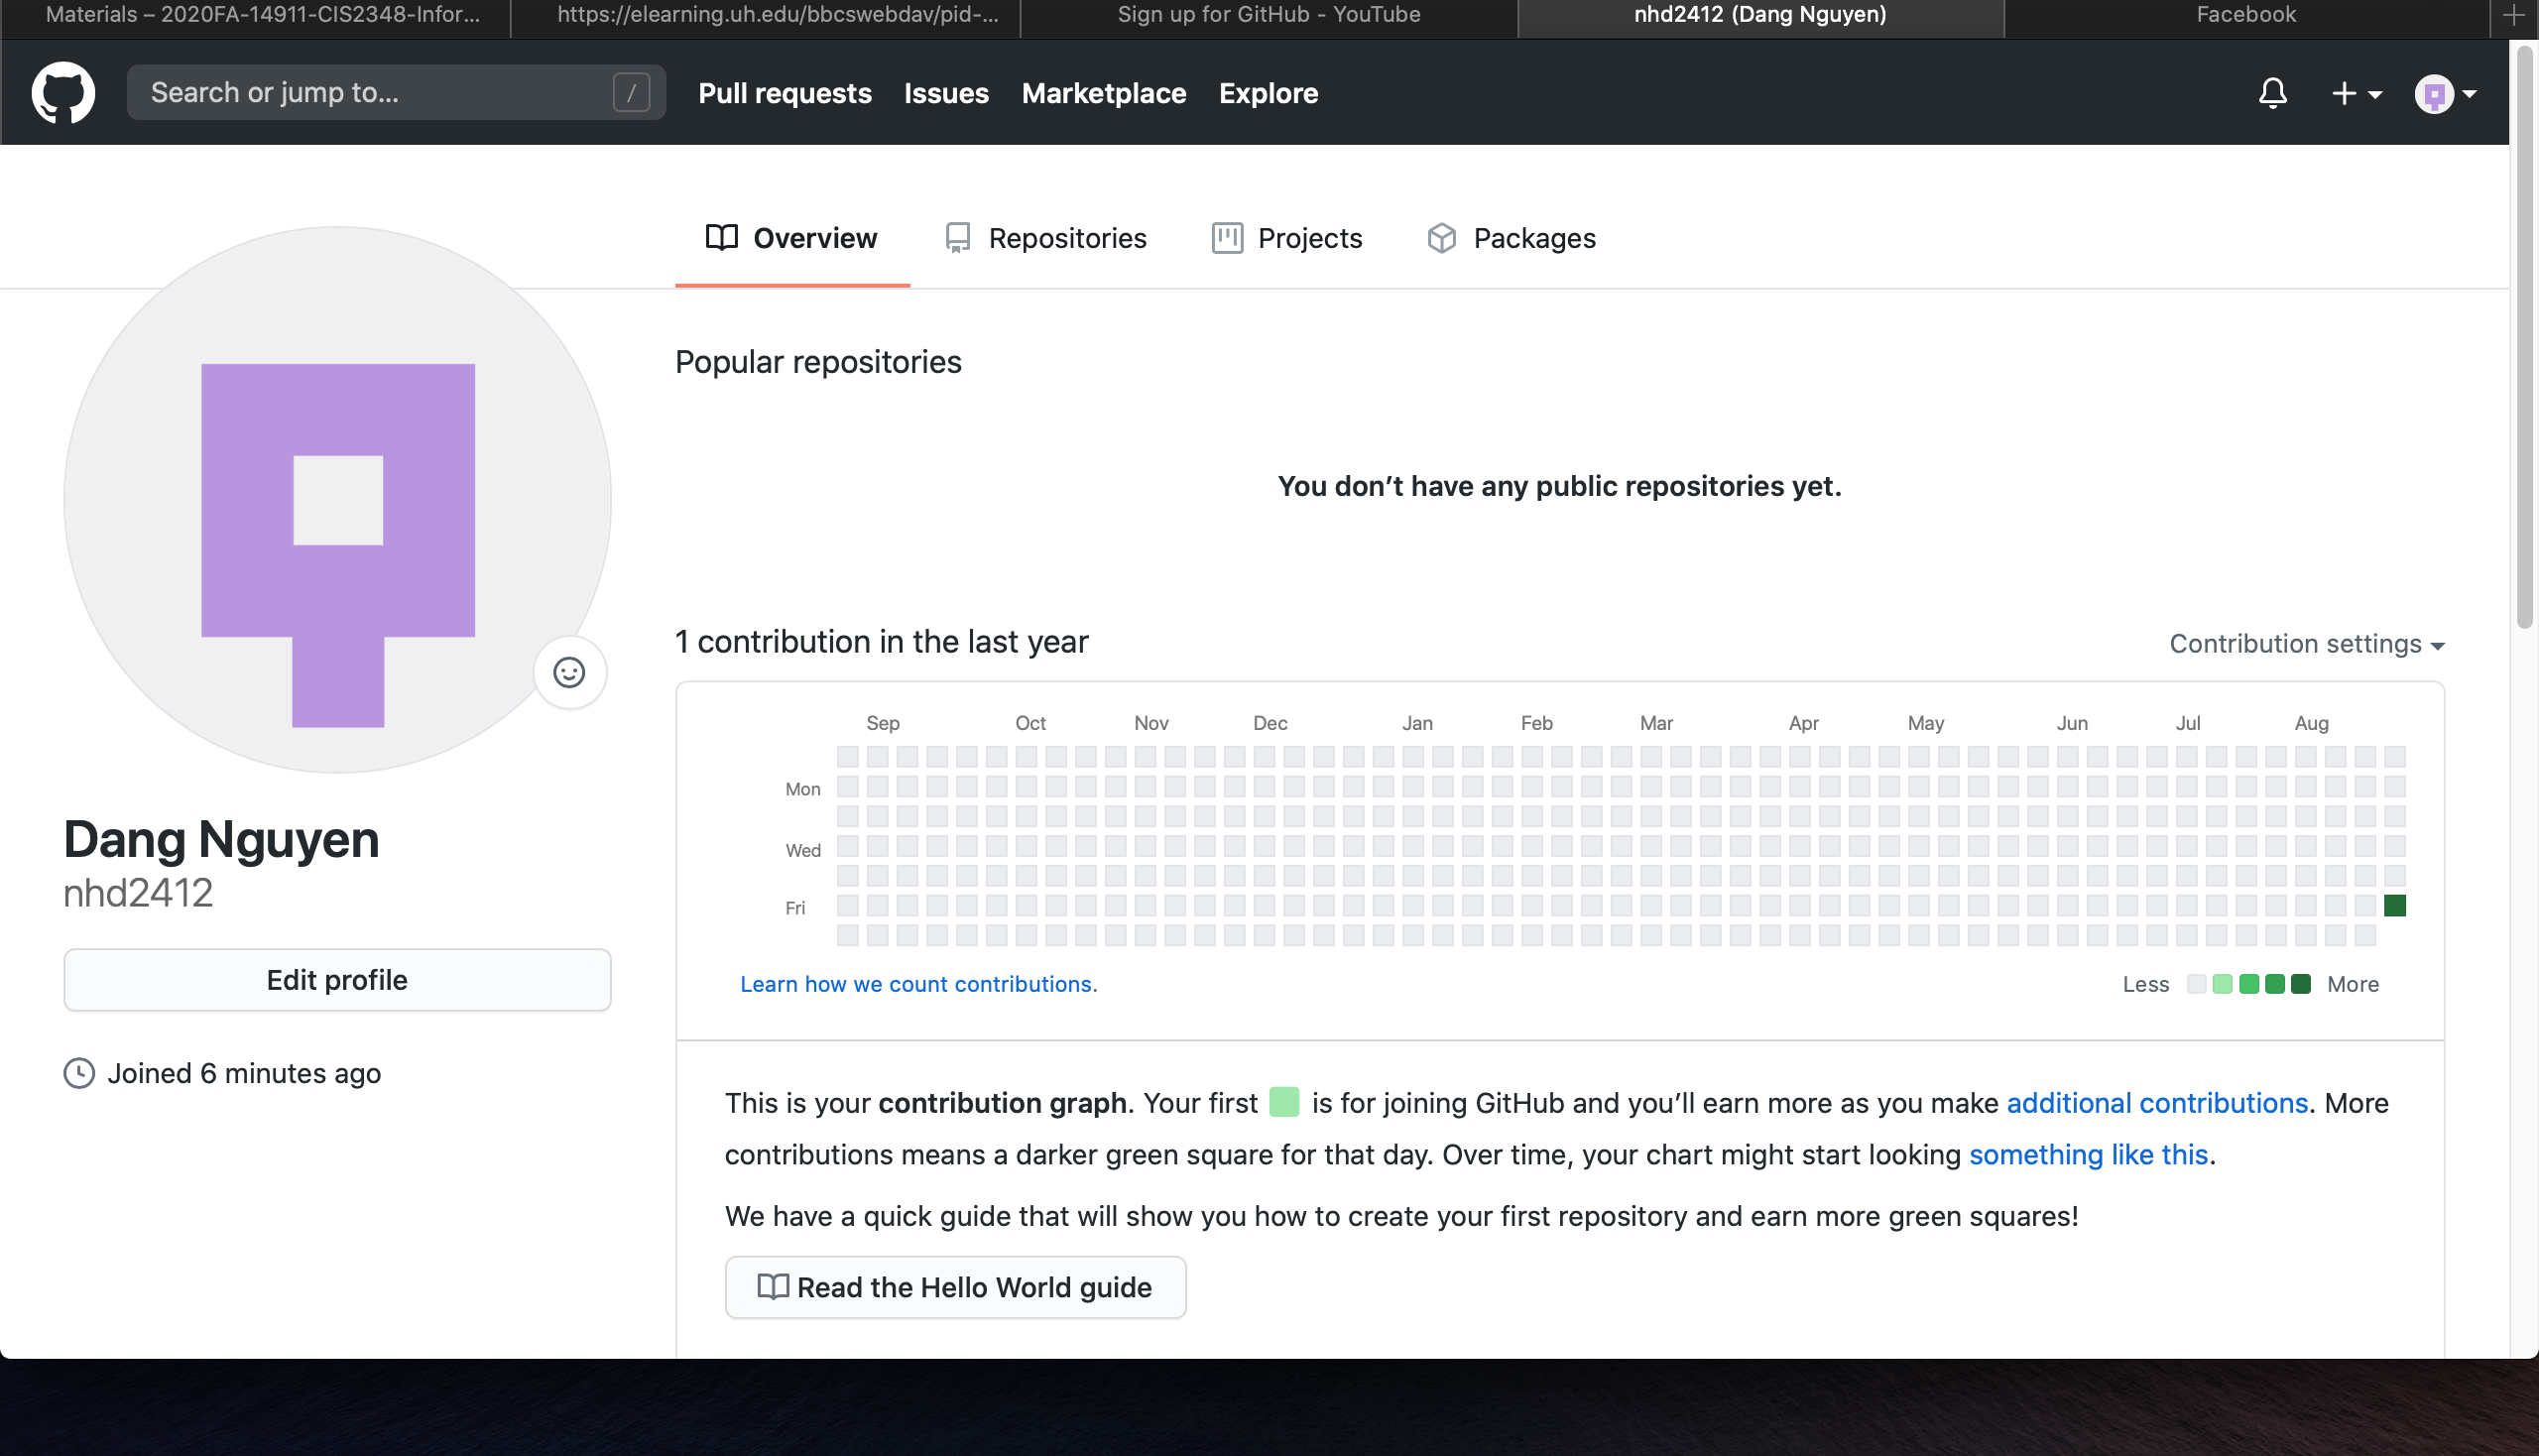 Materials – 2020FA-14911-CIS2348-Infor...
https://elearning.uh.edu/bbcswebdav/pid-...
Sign up for GitHub - YouTube
nhd2412 (Dang Nguyen)
Facebook
Search or jump to...
/
Pull requests
Issues
Marketplace
Explore
Overview
Repositories
Projects
Packages
Popular repositories
You don’t have any public repositories yet.
1 contribution in the last year
Contribution settings
Sep Oct Nov Dec Jan Feb Mar Apr May Jun Jul Aug
Mon
Wed
Fri
Learn how we count contributions.
Less
More
Dang Nguyen
nhd2412
Edit profile
Joined 6 minutes ago
This is your contribution graph. Your first is for joining GitHub and you’ll earn more as you make additional contributions. More
contributions means a darker green square for that day. Over time, your chart might start looking something like this.
We have a quick guide that will show you how to create your first repository and earn more green squares!
Read the Hello World guide